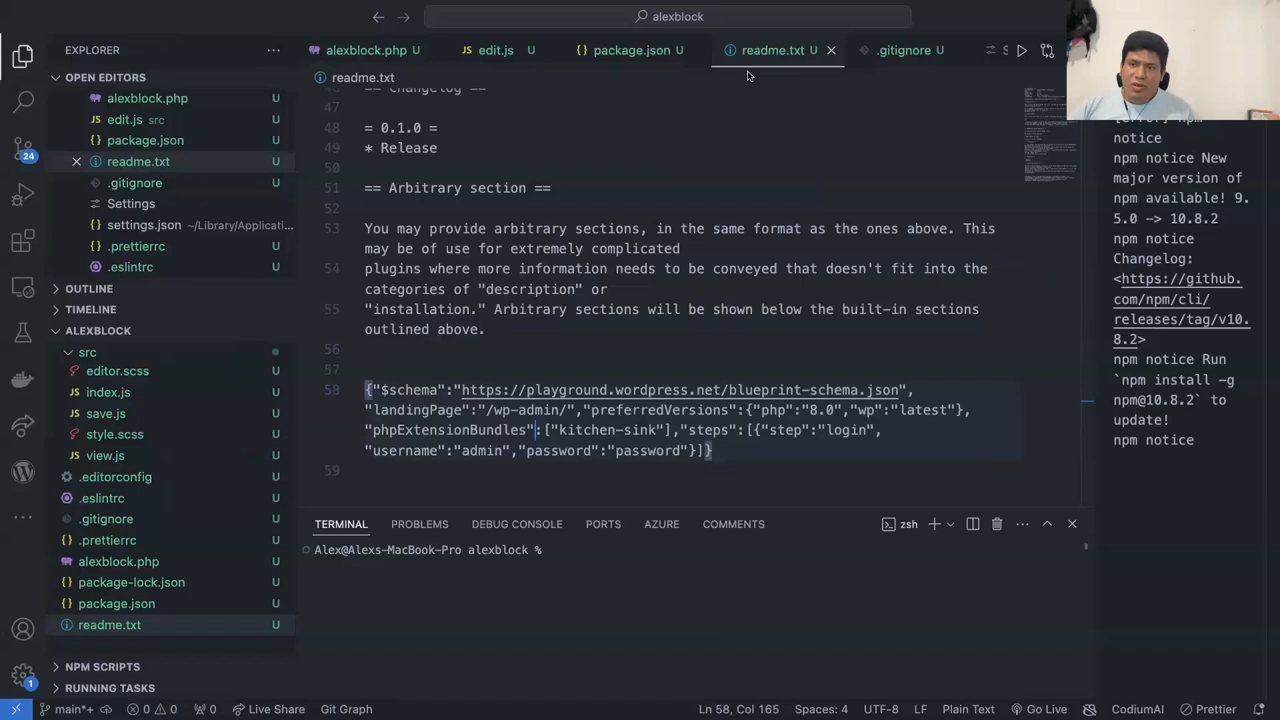 alexblock
EXPLORER
alexblock.php U
edit.js U
package.json U
readme.txt U
.gitignore U
S
OPEN EDITORS
alexblock.php U
edit.js src U
package.json U
readme.txt U
.gitignore U
Settings
settings.json ~/Library/Applicati...
.prettierrc U
.eslintrc U
OUTLINE
TIMELINE
ALEXBLOCK
src
editor.scss U
index.js U
save.js U
style.scss U
view.js U
.editorconfig U
.eslintrc U
.gitignore U
.prettierrc U
alexblock.php U
package-lock.json U
package.json U
readme.txt U
NPM SCRIPTS
RUNNING TASKS
24
1
readme.txt
46 == Changelog ==
47
= 0.1.0 =
* Release
51 == Arbitrary section ==
52
53 You may provide arbitrary sections, in the same format as the ones above. This
may be of use for extremely complicated
54 plugins where more information needs to be conveyed that doesn't fit into the
categories of "description" or
55 "installation." Arbitrary sections will be shown below the built-in sections
outlined above.
56
57
58 {"$schema":"https://playground.wordpress.net/blueprint-schema.json",
"landingPage":"/wp-admin/","preferredVersions":{"php":"8.0","wp":"latest"},
"phpExtensionBundles":["kitchen-sink"],"steps":[{"step":"login",
"username":"admin","password":"password"}]}
59
TERMINAL PROBLEMS DEBUG CONSOLE PORTS AZURE COMMENTS
zsh
Alex@Alexs-MacBook-Pro alexblock %
[error] npm
notice
npm notice New
major version of
npm available! 9.
5.0 -> 10.8.2
npm notice
Changelog:
<https://github.
com/npm/cli/
releases/tag/v10.
8.2>
npm notice Run
`npm install -g
npm@10.8.2` to
update!
npm notice
main*+ 0 0 0 Live Share Git Graph
Ln 58, Col 165 Spaces: 4 UTF-8 LF Plain Text Go Live CodiumAI Prettier